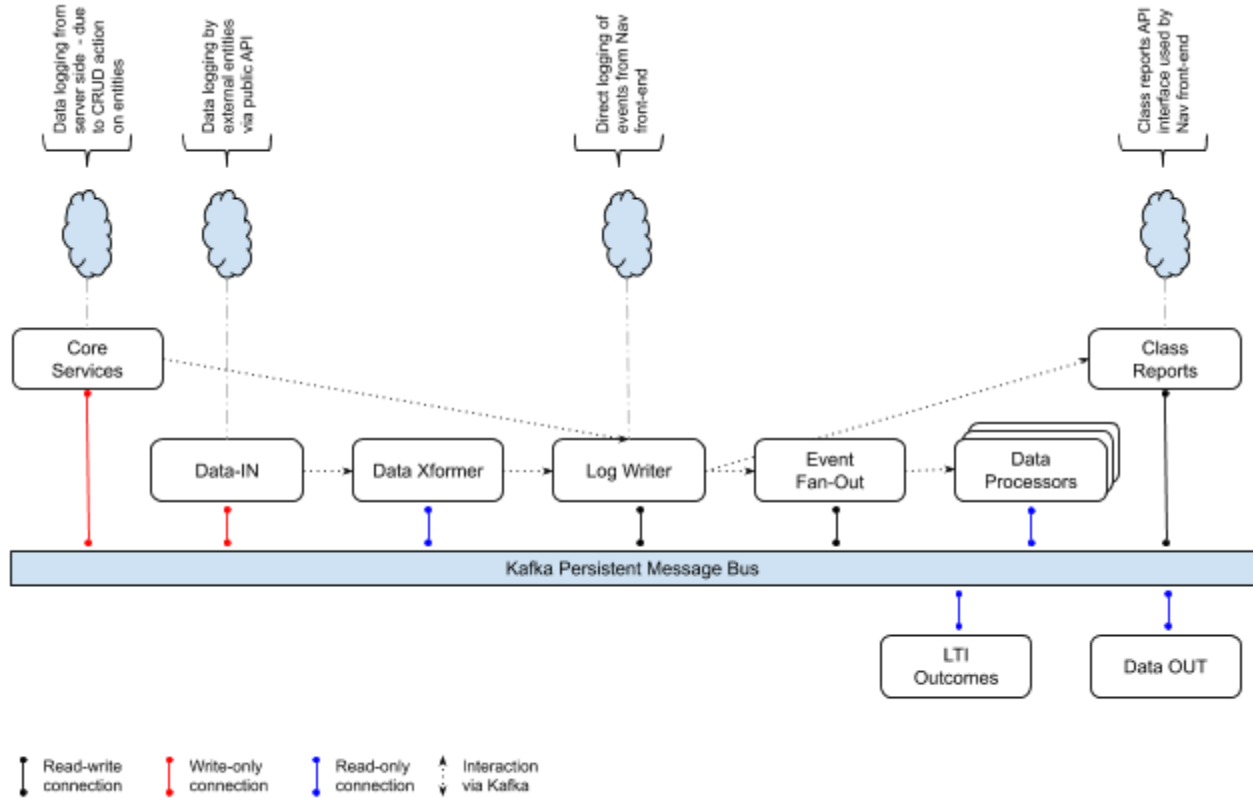 Data logging from
server side - due
to CRUD action
on entities
Data logging by
external entities
via public API
Direct logging of
events from Nav
front-end
Class reports API
interface used by
Nav front-end
Core
Services
Class
Reports
Data-IN
Data Xformer
Log Writer
Event
Fan-Out
Data
Processors
Kafka Persistent Message Bus
LTI
Outcomes
Data OUT
Read-write
connection
Write-only
connection
Read-only
connection
Interaction
via Kafka